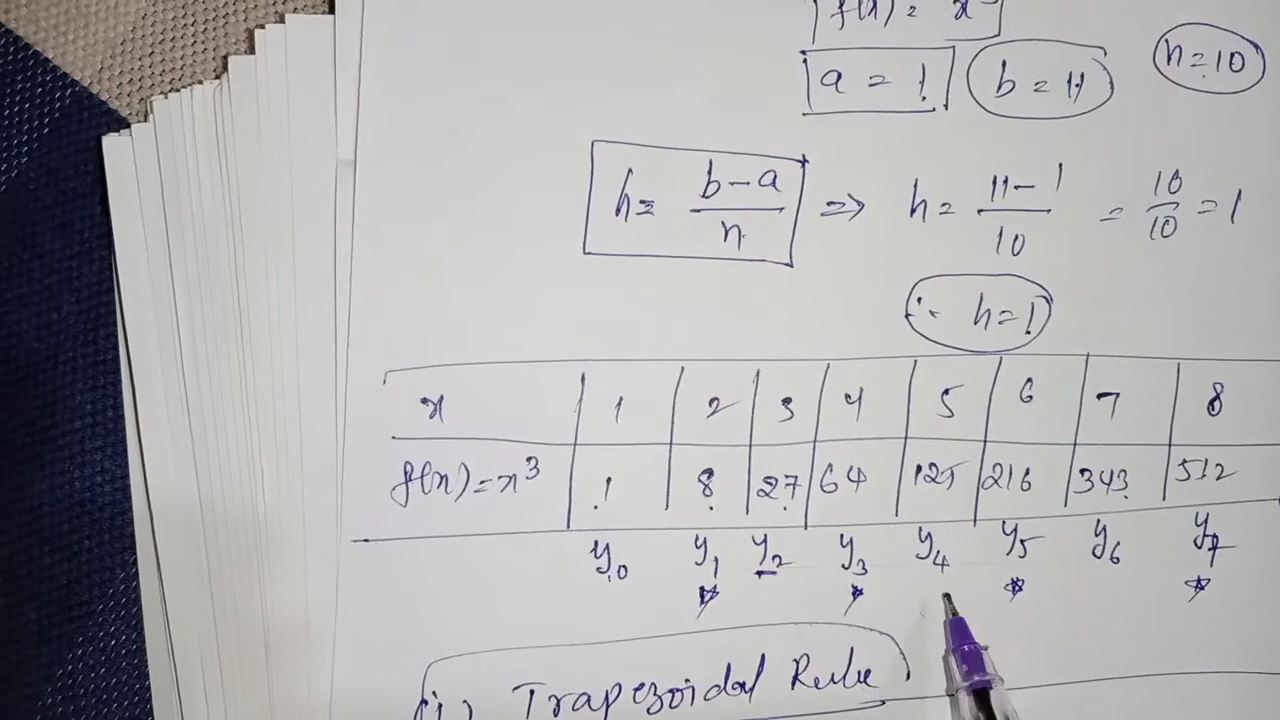 f(x) = x³
a = 1 b = 11 n=10
h= b-a/n ⇒ h= 11-1/10 = 10/10 =1
∴ h=1
x 1 2 3 4 5 6 7 8
f(x)=x³ 1 8 27 64 125 216 343 512
y₀ y₁ y₂ y₃ y₄ y₅ y₆ y₇
(i) Trapezoidal Rule